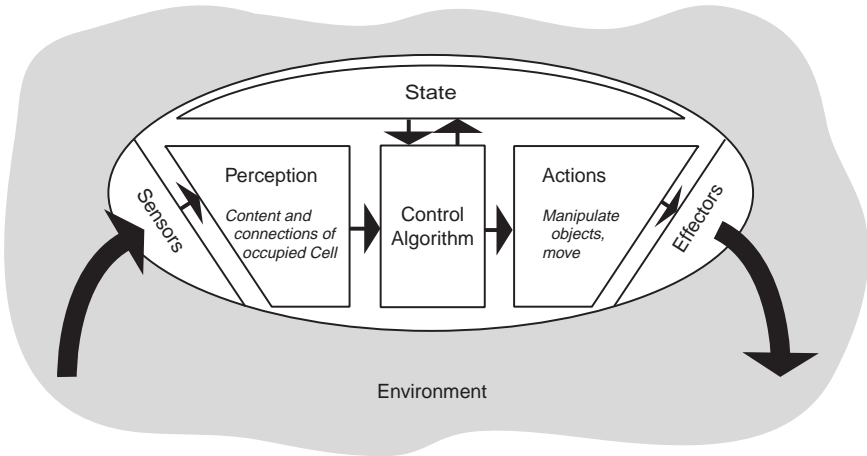 State
Sensors
Perception
Content and
connections of
occupied Cell
Control
Algorithm
Actions
Manipulate
objects,
move
Effectors
Environment